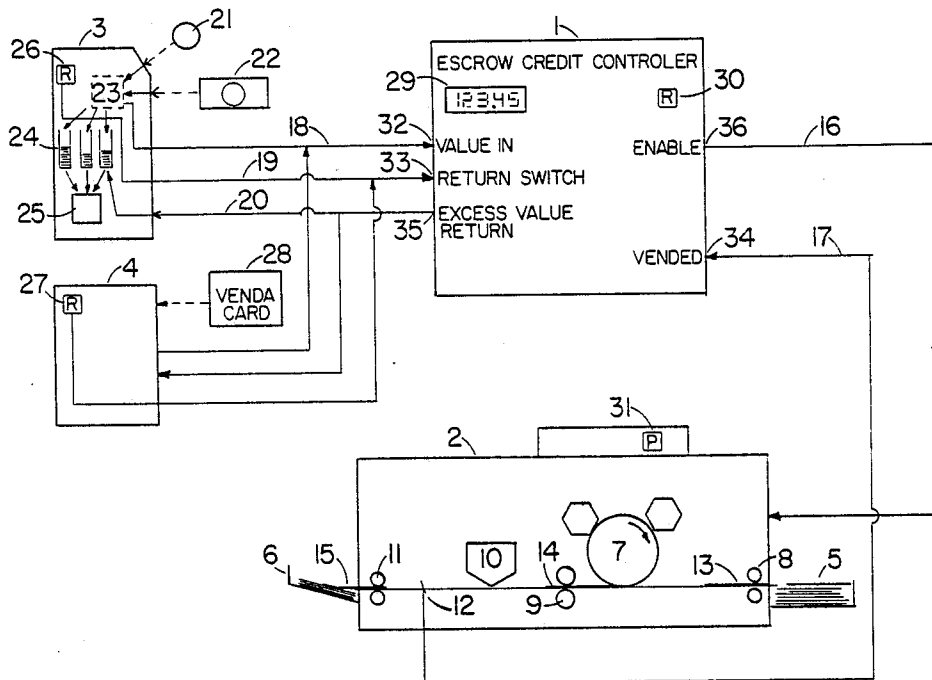 1
3
21
26
R
22
ESCROW CREDIT CONTROLER
23
29
123.45
R
30
24
18
32
VALUE IN
ENABLE
36
16
19
33
RETURN SWITCH
25
20
35
EXCESS VALUE
RETURN
4
28
VENDED
34
17
27
R
VENDA
CARD
31
P
2
6
15
11
10
14
7
13
8
5
12
9